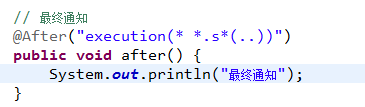 // 最终通知
@After("execution(* *.s*(..))")
public void after() {
    System.out.println("最终通知");
}